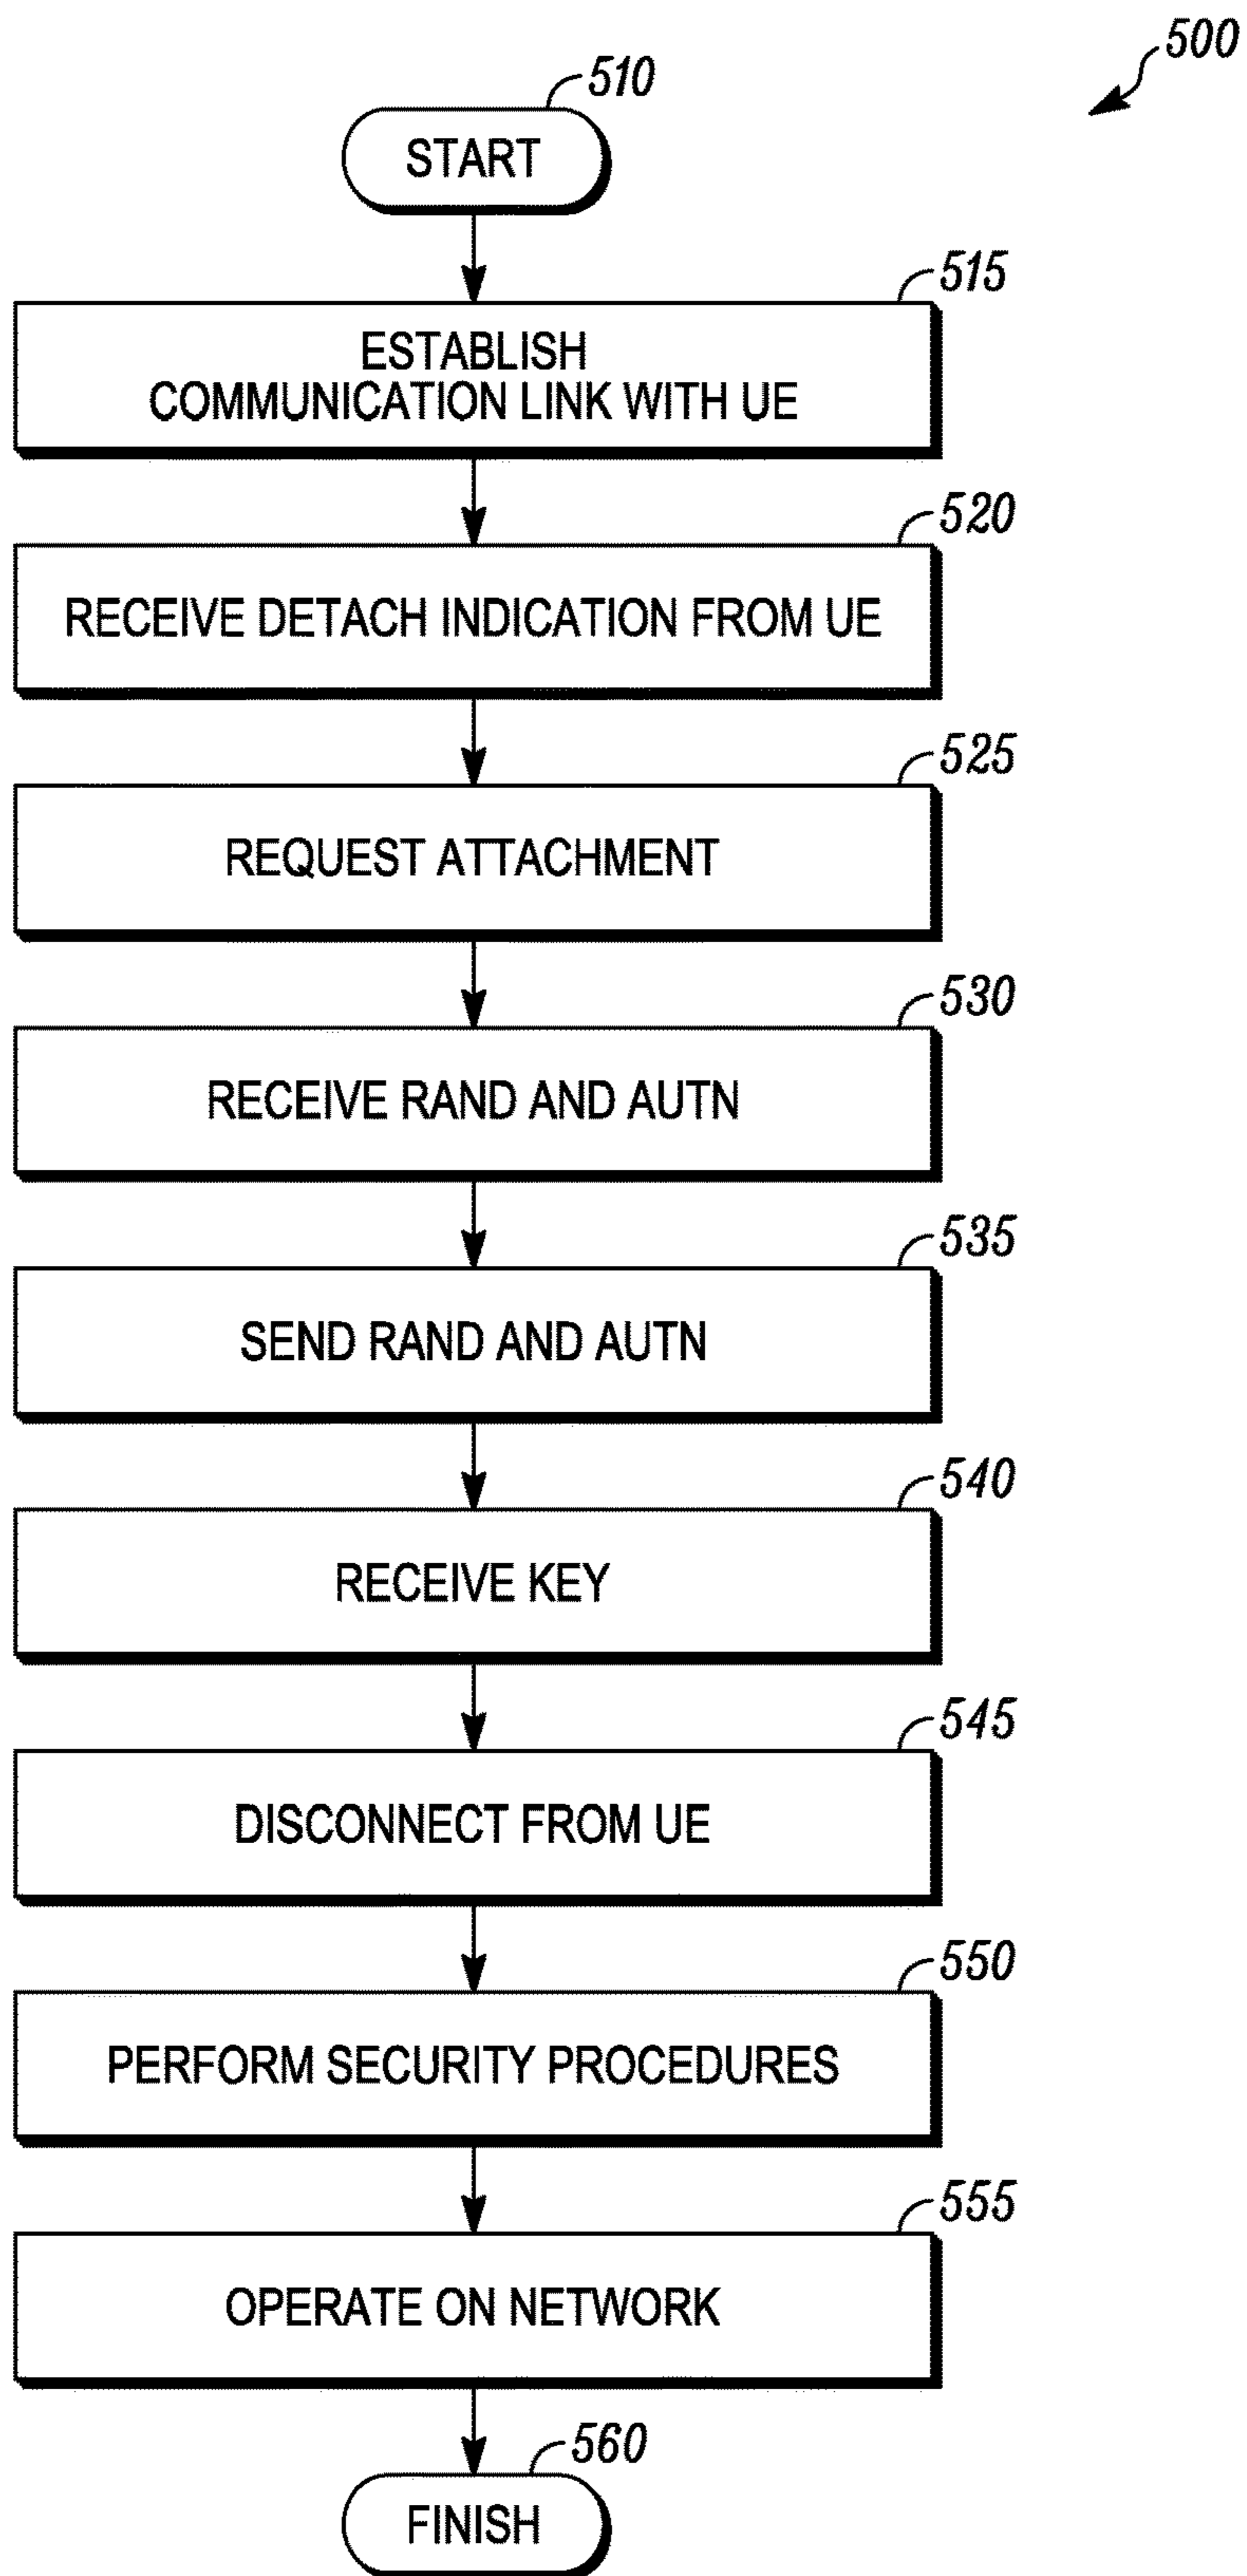 500
510
START
515
ESTABLISH
COMMUNICATION LINK WITH UE
520
RECEIVE DETACH INDICATION FROM UE
525
REQUEST ATTACHMENT
530
RECEIVE RAND AND AUTN
535
SEND RAND AND AUTN
540
RECEIVE KEY
545
DISCONNECT FROM UE
550
PERFORM SECURITY PROCEDURES
555
OPERATE ON NETWORK
560
FINISH